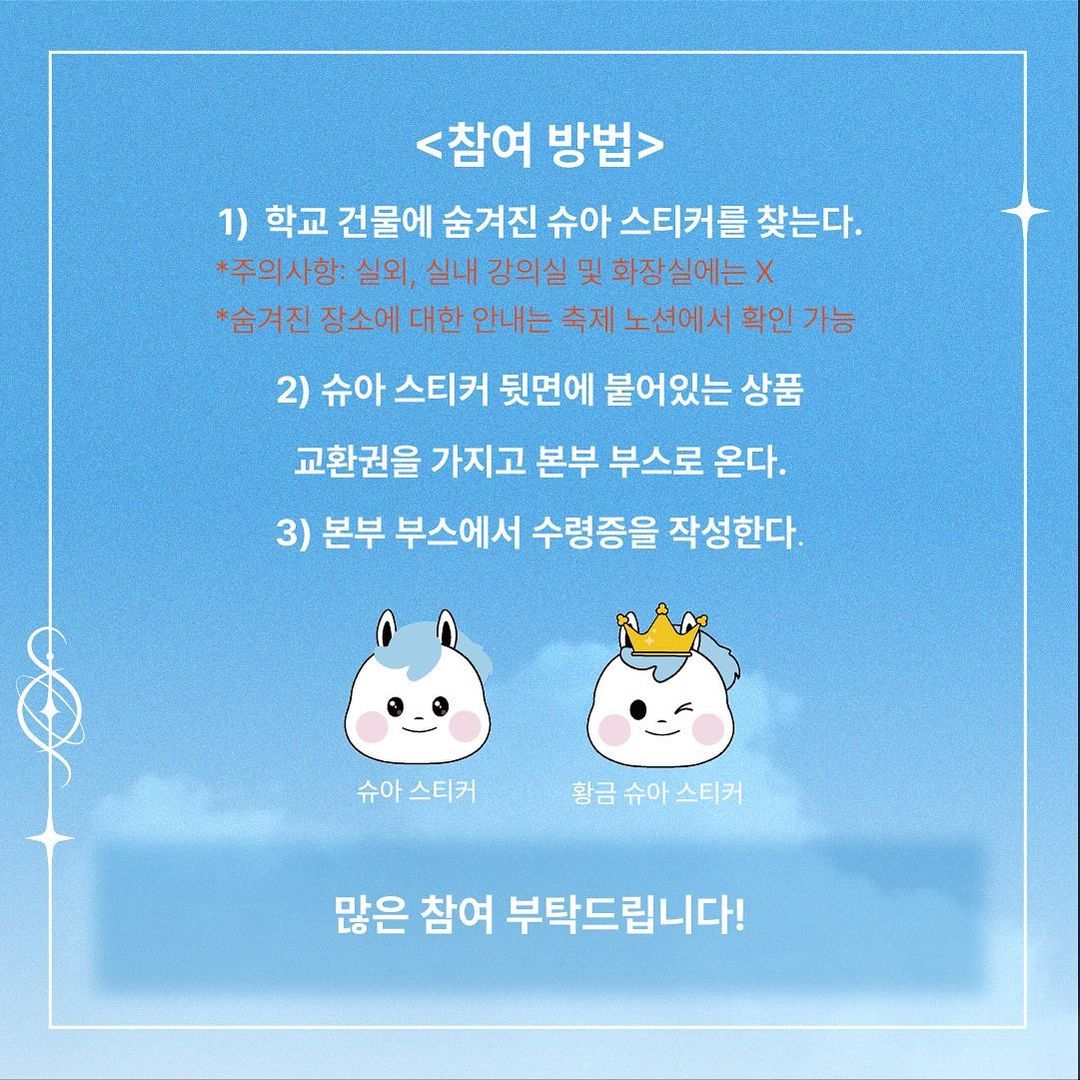 <참여 방법>
1) 학교 건물에 숨겨진 슈아 스티커를 찾는다.
*주의사항: 실외, 실내 강의실 및 화장실에는 X
*숨겨진 장소에 대한 안내는 축제 노션에서 확인 가능
2) 슈아 스티커 뒷면에 붙어있는 상품
교환권을 가지고 본부 부스로 온다.
3) 본부 부스에서 수령증을 작성한다.
슈아 스티커
황금 슈아 스티커
많은 참여 부탁드립니다!